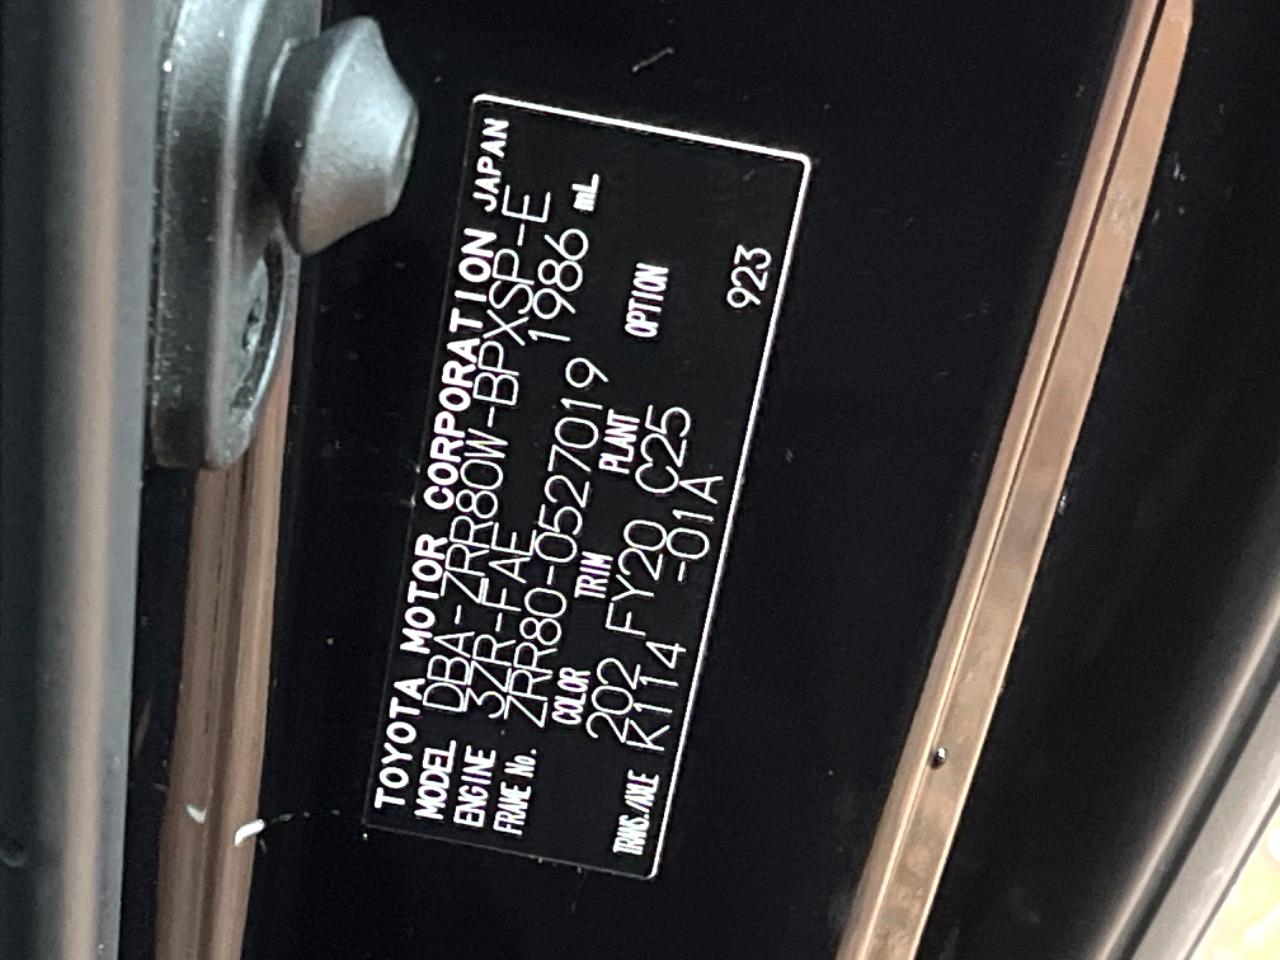 TOYOTA MOTOR CORPORATION JAPAN
MODEL DBA-ZRR80W-BPXSP-E
ENGINE 3ZR-FAE 1986 mL
FRAME No. ZRR80-0527019
COLOR TRIM PLANT OPTION
202 FY20 C25
TRANS./AXLE K114 -01A
923